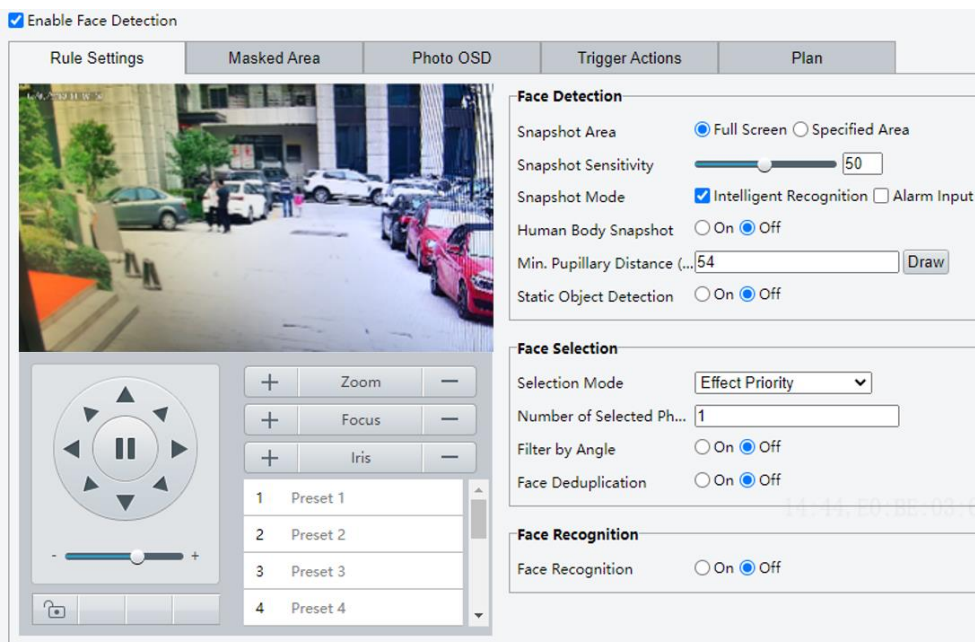 Enable Face Detection
Rule Settings Masked Area Photo OSD Trigger Actions Plan
Face Detection
Snapshot Area Full Screen Specified Area
Snapshot Sensitivity 50
Snapshot Mode Intelligent Recognition Alarm Input
Human Body Snapshot On Off
Min. Pupillary Distance (... 54 Draw
Static Object Detection On Off
Face Selection
Selection Mode Effect Priority
Number of Selected Ph... 1
Filter by Angle On Off
Face Deduplication On Off
Face Recognition
Face Recognition On Off
+ Zoom —
+ Focus —
+ Iris —
1 Preset 1
2 Preset 2
3 Preset 3
4 Preset 4
- +